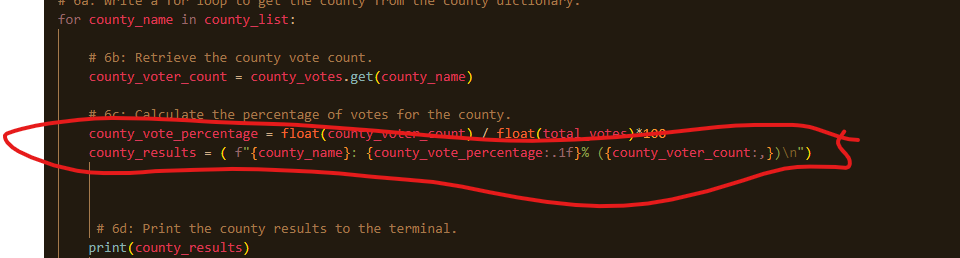 # 6a: Write a for loop to get the county from the county dictionary.
for county_name in county_list:
# 6b: Retrieve the county vote count.
county_voter_count = county_votes.get(county_name)
# 6c: Calculate the percentage of votes for the county.
county_vote_percentage = float(county_voter_count) / float(total_votes)*100
county_results = ( f"{county_name}: {county_vote_percentage:.1f}% ({county_voter_count:,})\n")
# 6d: Print the county results to the terminal.
print(county_results)